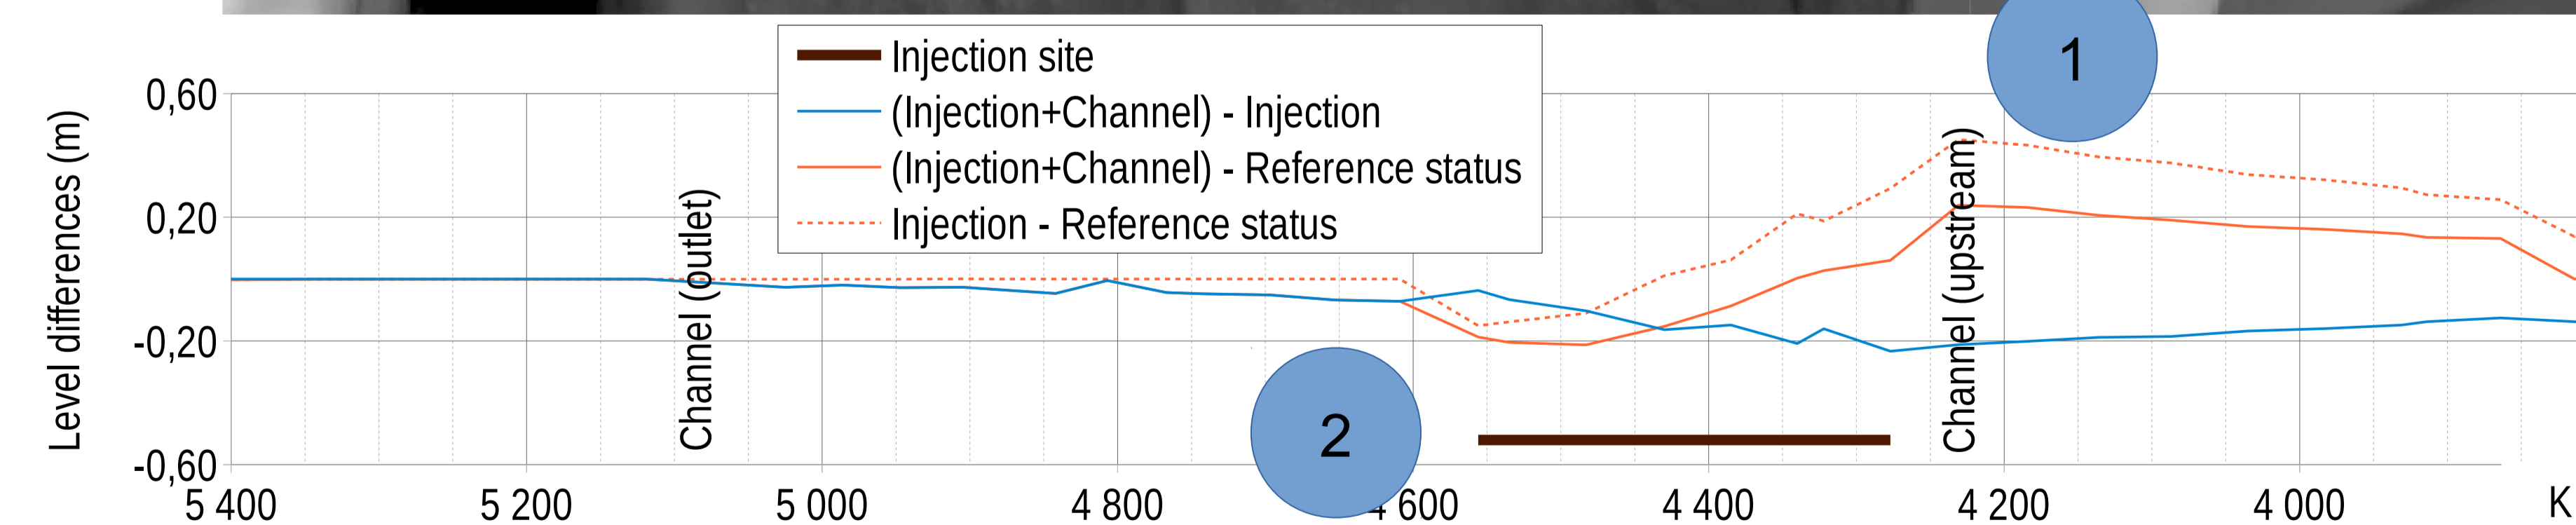 1
Injection site
(Injection+Channel) - Injection
(Injection+Channel) - Reference status
Injection - Reference status
Level differences (m)
0,60
0,20
-0,20
-0,60
Channel (outlet)
Channel (upstream)
2
5 400
5 200
5 000
4 800
4 600
4 400
4 200
4 000
K